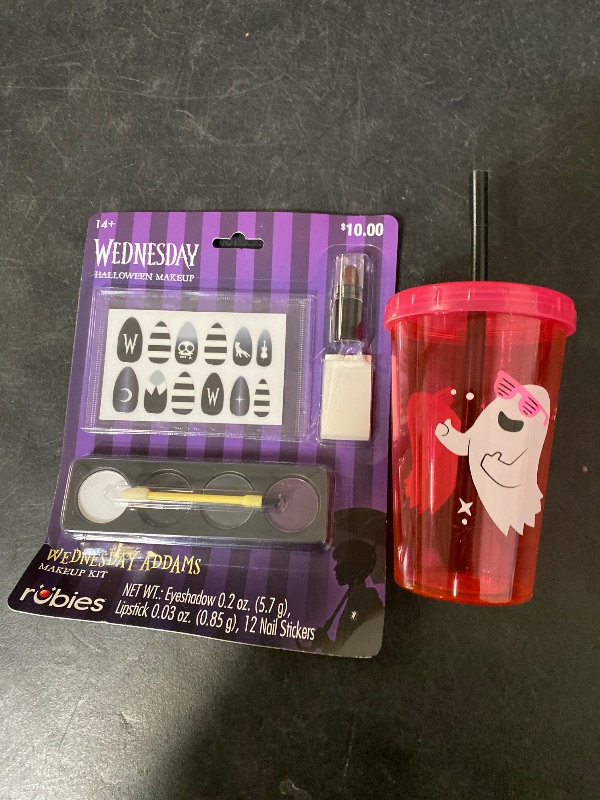 14+
$10.00
WEDNESDAY
HALLOWEEN MAKEUP
W
W
WEDNESDAY ADDAMS
MAKEUP KIT
rubies
NET WT.: Eyeshadow 0.2 oz. (5.7 g),
Lipstick 0.03 oz. (0.85 g), 12 Nail Stickers